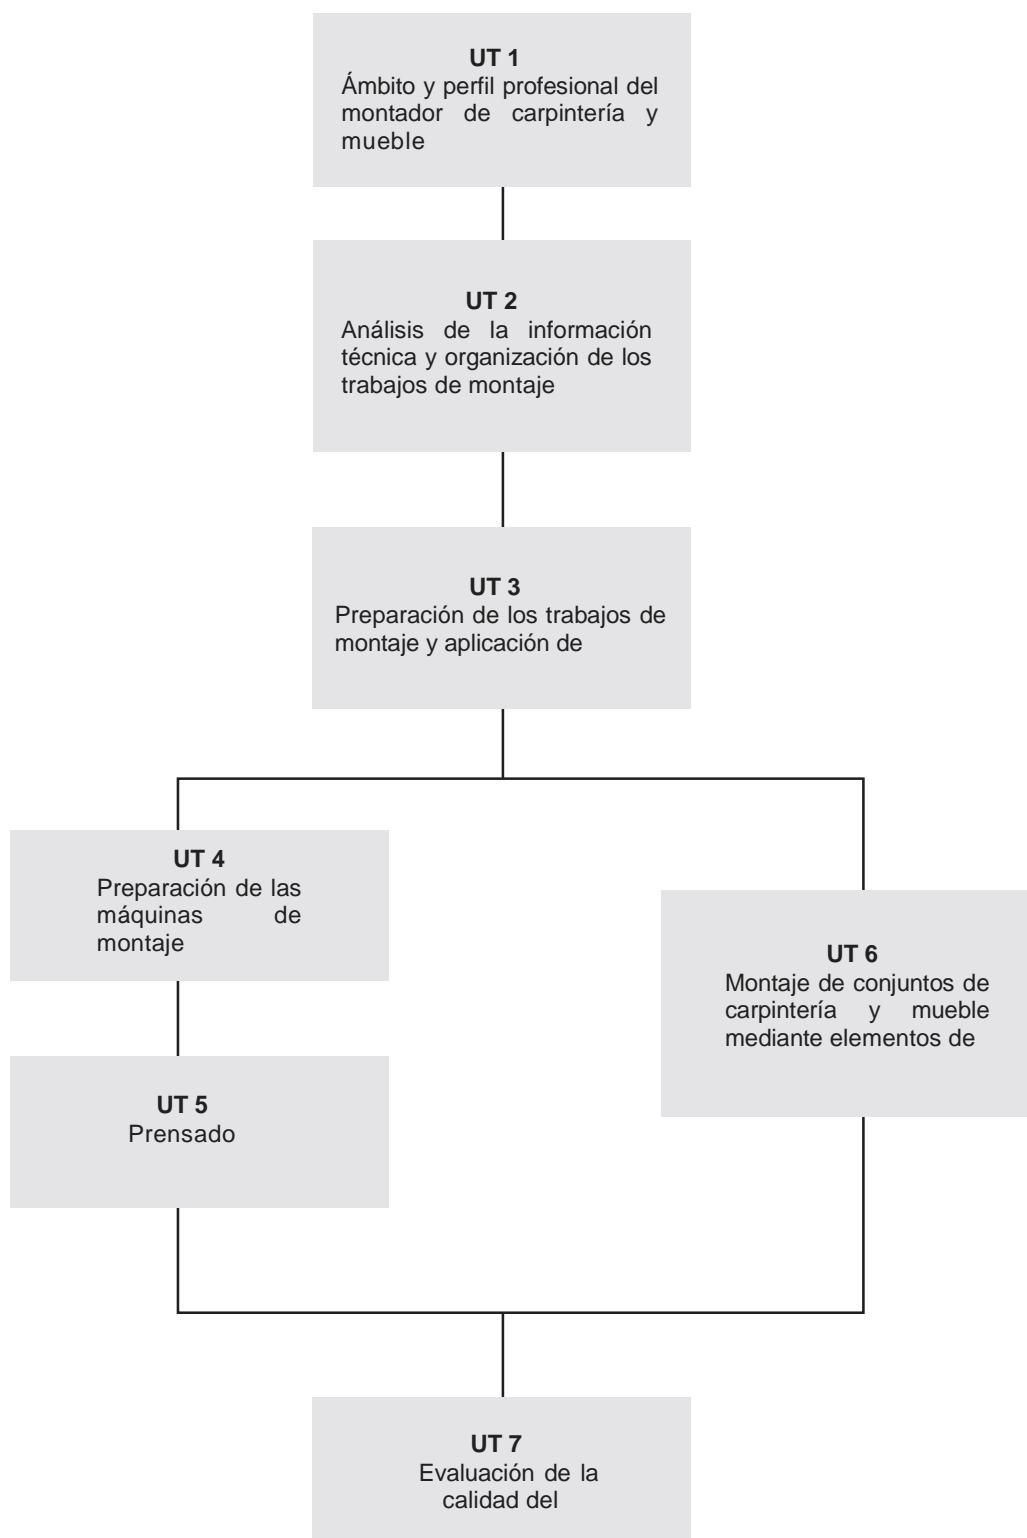 UT 1
Ámbito y perfil profesional del
montador de carpintería y
mueble
UT 2
Análisis de la información
técnica y organización de los
trabajos de montaje
UT 3
Preparación de los trabajos de
montaje y aplicación de
UT 4
Preparación de las
máquinas de
montaje
UT 5
Prensado
UT 6
Montaje de conjuntos de
carpintería y mueble
mediante elementos de
UT 7
Evaluación de la
calidad del